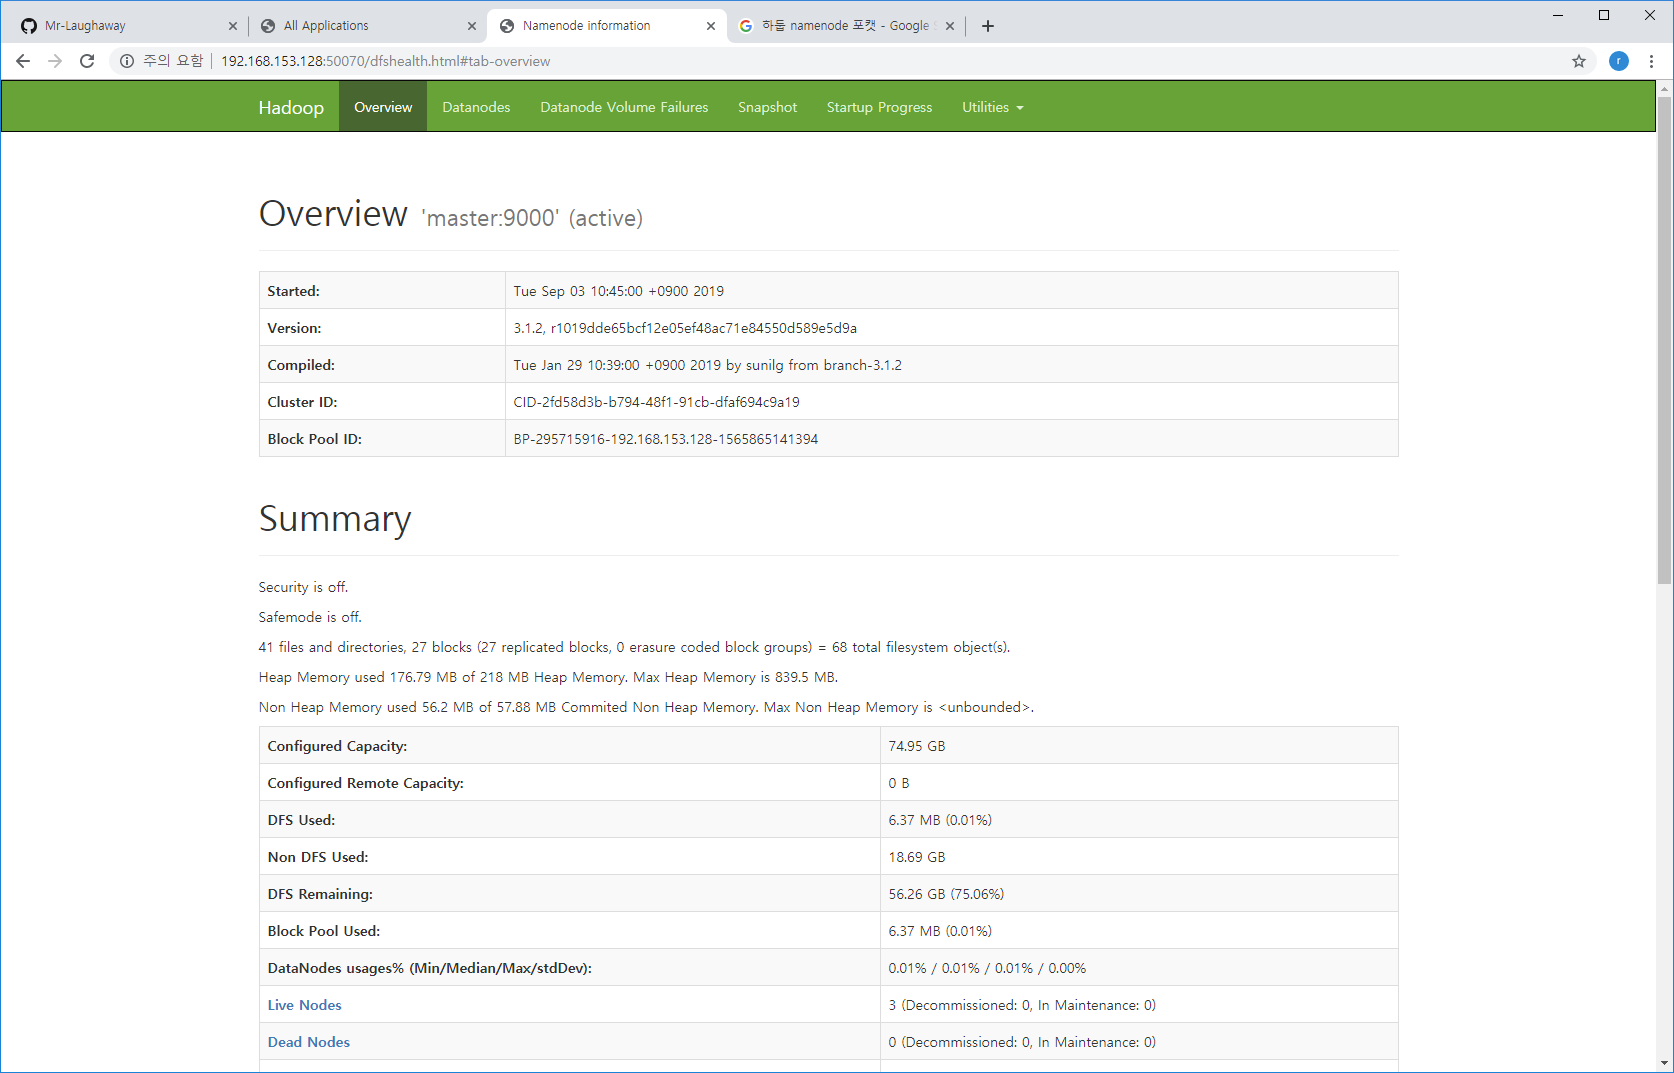 Mr-Laughaway
All Applications
Namenode information
하둡 namenode 포캣 - Google
주의 요함 192.168.153.128:50070/dfshealth.html#tab-overview r
Hadoop Overview Datanodes Datanode Volume Failures Snapshot Startup Progress Utilities
Overview 'master:9000' (active)
Started: Tue Sep 03 10:45:00 +0900 2019
Version: 3.1.2, r1019dde65bcf12e05ef48ac71e84550d589e5d9a
Compiled: Tue Jan 29 10:39:00 +0900 2019 by sunilg from branch-3.1.2
Cluster ID: CID-2fd58d3b-b794-48f1-91cb-dfaf694c9a19
Block Pool ID: BP-295715916-192.168.153.128-1565865141394
Summary
Security is off.
Safemode is off.
41 files and directories, 27 blocks (27 replicated blocks, 0 erasure coded block groups) = 68 total filesystem object(s).
Heap Memory used 176.79 MB of 218 MB Heap Memory. Max Heap Memory is 839.5 MB.
Non Heap Memory used 56.2 MB of 57.88 MB Commited Non Heap Memory. Max Non Heap Memory is <unbounded>.
Configured Capacity: 74.95 GB
Configured Remote Capacity: 0 B
DFS Used: 6.37 MB (0.01%)
Non DFS Used: 18.69 GB
DFS Remaining: 56.26 GB (75.06%)
Block Pool Used: 6.37 MB (0.01%)
DataNodes usages% (Min/Median/Max/stdDev): 0.01% / 0.01% / 0.01% / 0.00%
Live Nodes 3 (Decommissioned: 0, In Maintenance: 0)
Dead Nodes 0 (Decommissioned: 0, In Maintenance: 0)